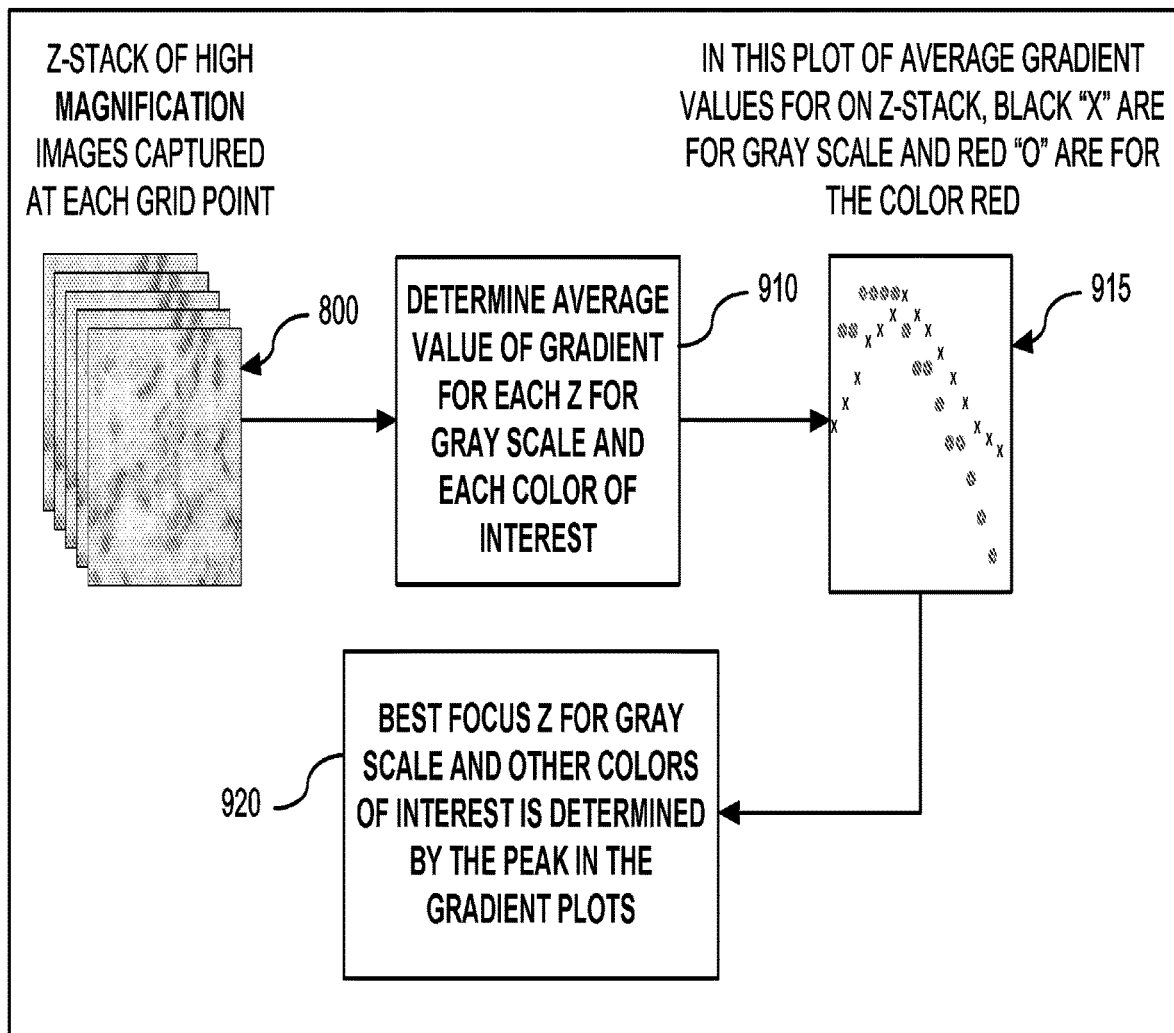 Z-STACK OF HIGH
MAGNIFICATION
IMAGES CAPTURED
AT EACH GRID POINT
IN THIS PLOT OF AVERAGE GRADIENT
VALUES FOR ON Z-STACK, BLACK “X” ARE
FOR GRAY SCALE AND RED “O” ARE FOR
THE COLOR RED
800
DETERMINE AVERAGE
VALUE OF GRADIENT
FOR EACH Z FOR
GRAY SCALE AND
EACH COLOR OF
INTEREST
910
915
BEST FOCUS Z FOR GRAY
SCALE AND OTHER COLORS
OF INTEREST IS DETERMINED
BY THE PEAK IN THE
GRADIENT PLOTS
920